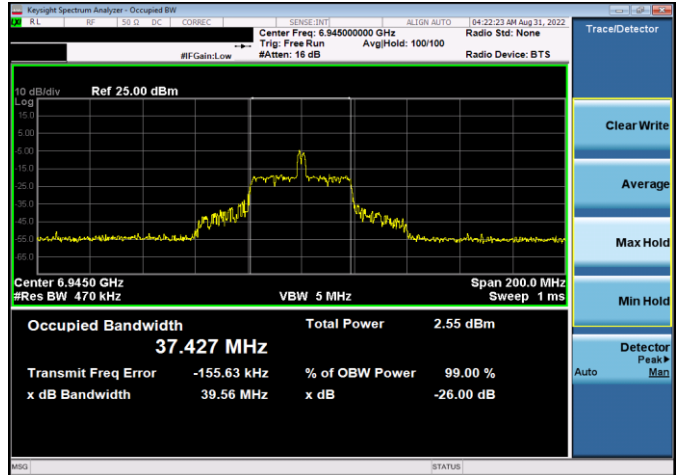 Keysight Spectrum Analyzer - Occupied BW
RL RF 50 Ω DC CORREC SENSE:INT ALIGN AUTO 04:22:23 AM Aug 31, 2022
Center Freq: 6.945000000 GHz Radio Std: None
Trig: Free Run Avg|Hold: 100/100
#IFGain:Low #Atten: 16 dB Radio Device: BTS
Trace/Detector
10 dB/div Ref 25.00 dBm
Log
15.0
5.00
-5.00
-15.0
-25.0
-35.0
-45.0
-55.0
-65.0
Center 6.9450 GHz Span 200.0 MHz
#Res BW 470 kHz VBW 5 MHz Sweep 1 ms
Occupied Bandwidth Total Power 2.55 dBm
37.427 MHz
Transmit Freq Error -155.63 kHz % of OBW Power 99.00 %
x dB Bandwidth 39.56 MHz x dB -26.00 dB
Clear Write
Average
Max Hold
Min Hold
Detector
Peak▶
Auto Man
MSG STATUS